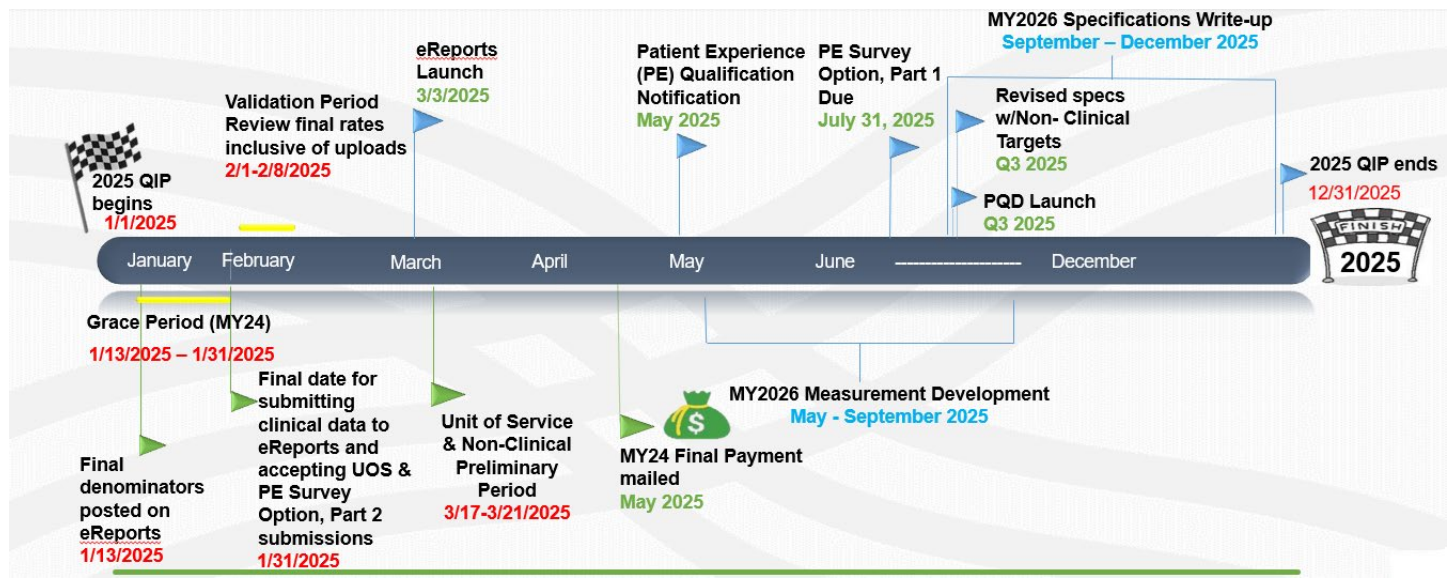 MY2026 Specifications Write-up
September – December 2025
eReports
Launch
3/3/2025
Patient Experience
(PE) Qualification
Notification
May 2025
PE Survey
Option, Part 1
Due
July 31, 2025
Validation Period
Review final rates
inclusive of uploads
2/1-2/8/2025
Revised specs
w/Non- Clinical
Targets
Q3 2025
2025 QIP
begins
1/1/2025
PQD Launch
Q3 2025
2025 QIP ends
12/31/2025
FINISH
2025
January
February
March
April
May
June
--------------------
December
Grace Period (MY24)
1/13/2025 – 1/31/2025
Final
denominators
posted on
eReports
1/13/2025
Final date for
submitting
clinical data to
eReports and
accepting UOS &
PE Survey
Option, Part 2
submissions
1/31/2025
Unit of Service
& Non-Clinical
Preliminary
Period
3/17-3/21/2025
$
MY24 Final Payment
mailed
May 2025
MY2026 Measurement Development
May - September 2025